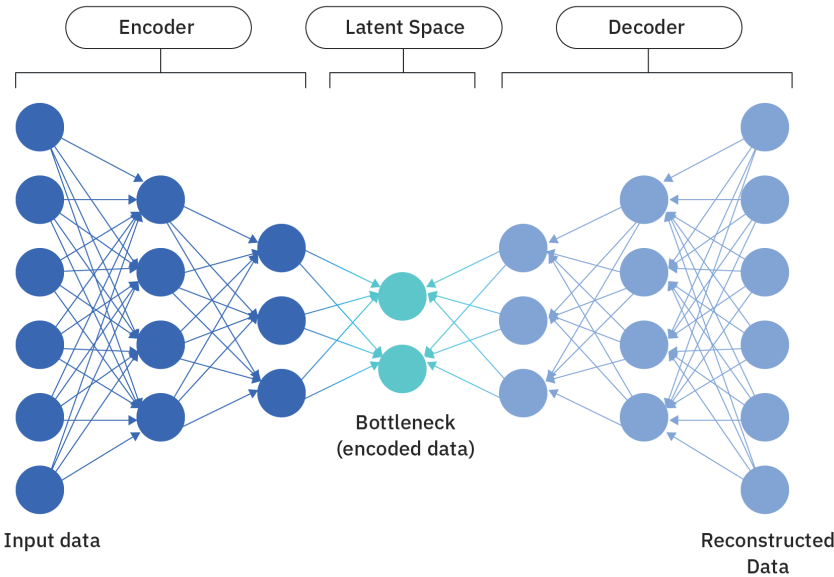 Encoder
Latent Space
Decoder
Bottleneck
(encoded data)
Input data
Reconstructed
Data